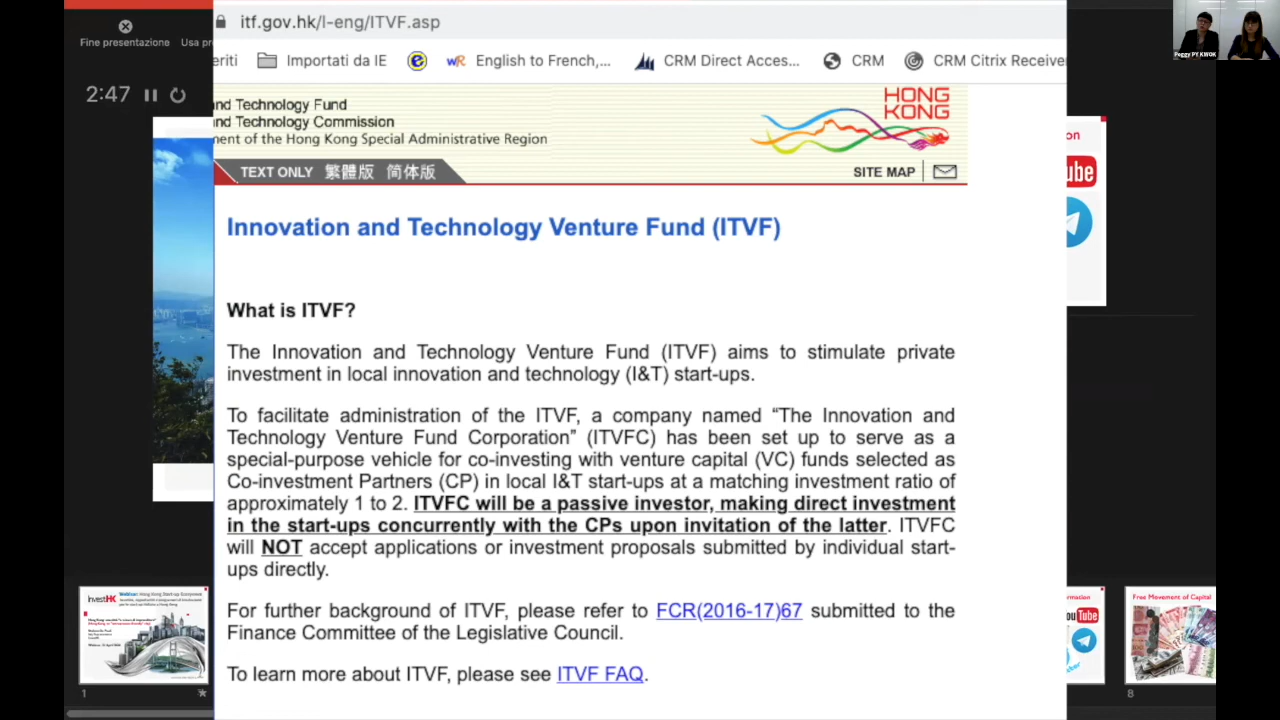 itf.gov.hk/l-eng/ITVF.asp
Fine presentazione
Usa pr
eriti
Importati da IE
English to French,...
CRM Direct Acces...
CRM
CRM Citrix Receive
Peggy PY KWOK
2:47
nd Technology Fund
nd Technology Commission
ment of the Hong Kong Special Administrative Region
HONG
KONG
TEXT ONLY 繁體版 简体版
SITE MAP
Innovation and Technology Venture Fund (ITVF)
What is ITVF?
The Innovation and Technology Venture Fund (ITVF) aims to stimulate private
investment in local innovation and technology (I&T) start-ups.
To facilitate administration of the ITVF, a company named “The Innovation and
Technology Venture Fund Corporation” (ITVFC) has been set up to serve as a
special-purpose vehicle for co-investing with venture capital (VC) funds selected as
Co-investment Partners (CP) in local I&T start-ups at a matching investment ratio of
approximately 1 to 2. ITVFC will be a passive investor, making direct investment
in the start-ups concurrently with the CPs upon invitation of the latter. ITVFC
will NOT accept applications or investment proposals submitted by individual start-
ups directly.
For further background of ITVF, please refer to FCR(2016-17)67 submitted to the
Finance Committee of the Legislative Council.
To learn more about ITVF, please see ITVF FAQ.
InvestHK
Free Movement of Capital
1
8